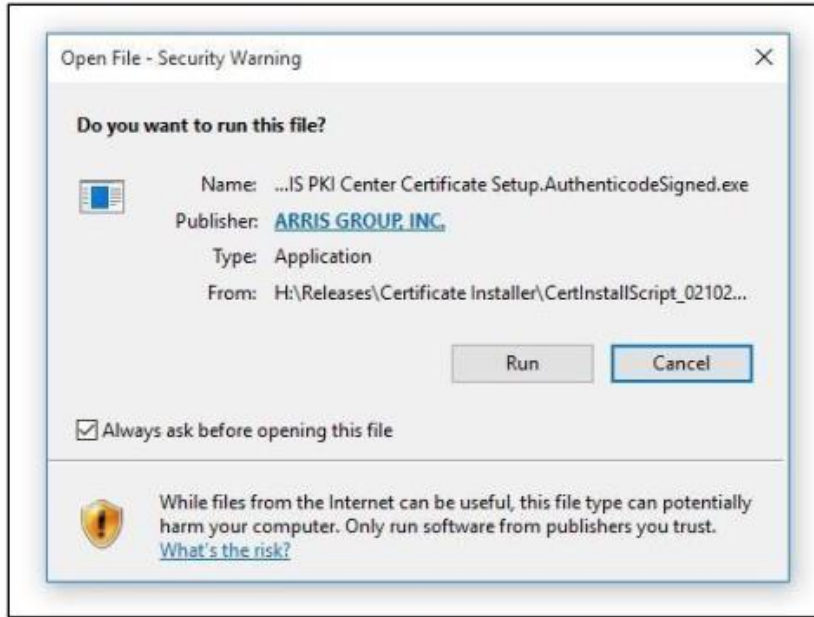 Open File - Security Warning
Do you want to run this file?
Name: ...IS PKI Center Certificate Setup.AuthenticodeSigned.exe
Publisher: ARRIS GROUP, INC.
Type: Application
From: H:\Releases\Certificate Installer\CertInstallScript_02102...
Run Cancel
Always ask before opening this file
While files from the Internet can be useful, this file type can potentially
harm your computer. Only run software from publishers you trust.
What's the risk?